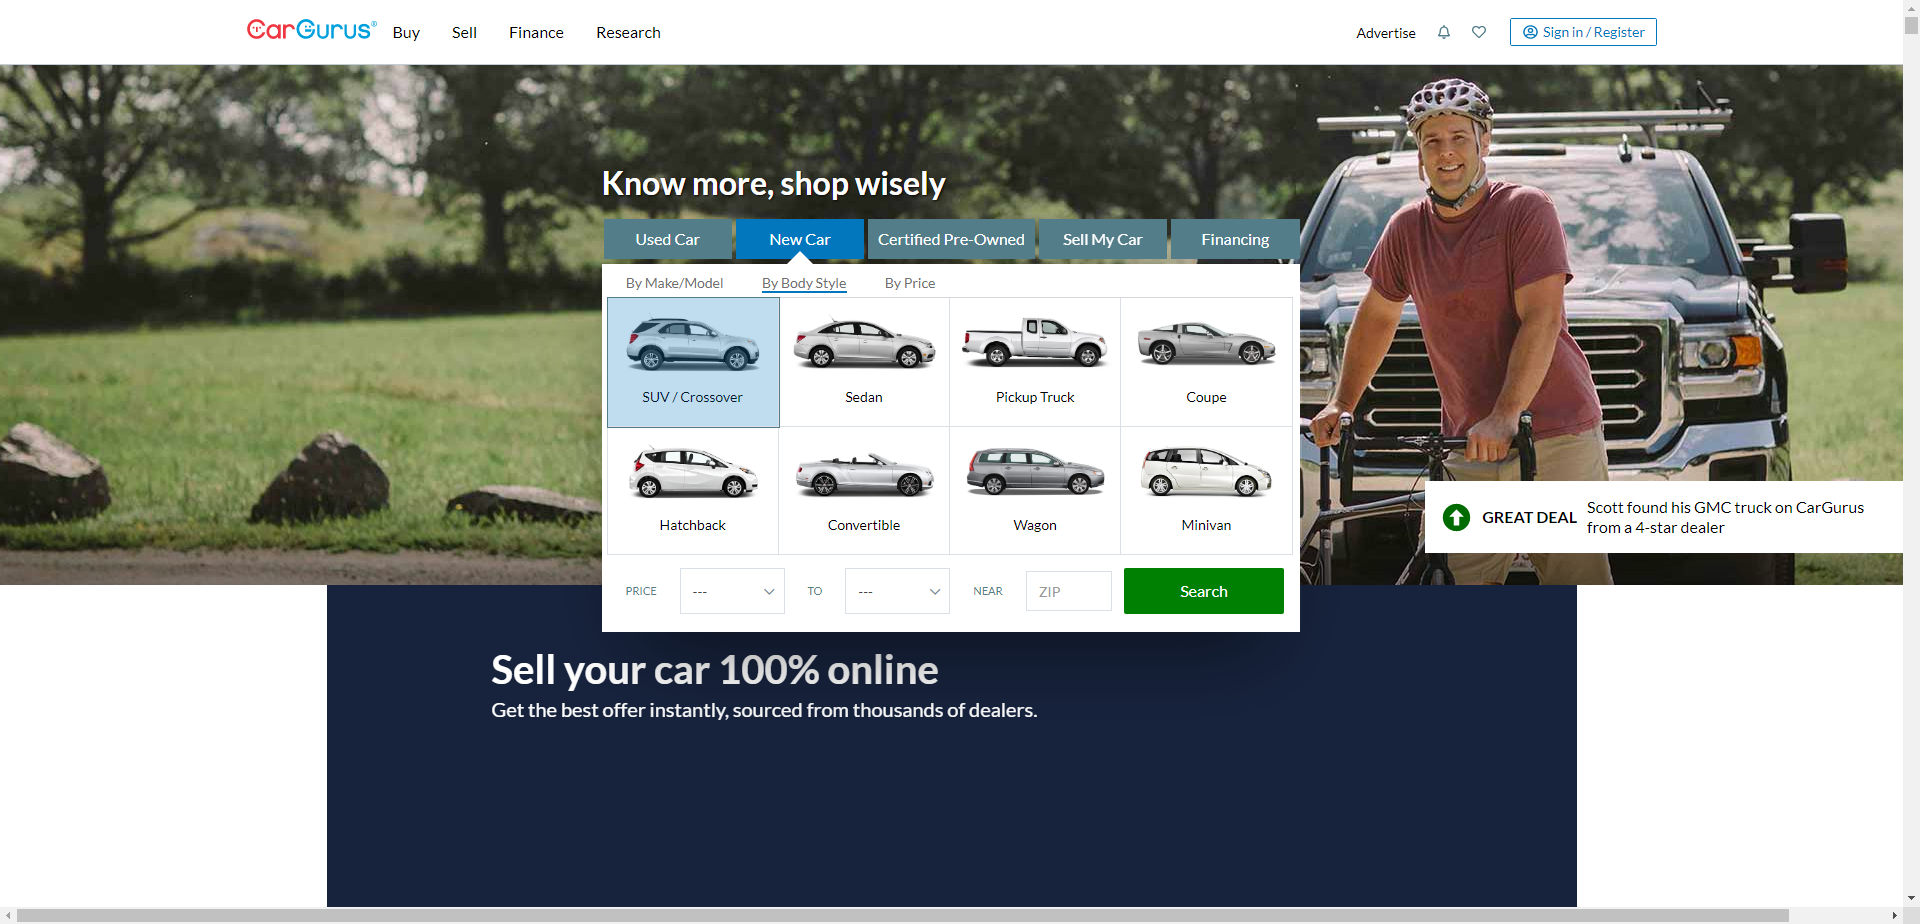 CarGurus®
Buy
Sell
Finance
Research
Advertise
Sign in / Register
Know more, shop wisely
Used Car
New Car
Certified Pre-Owned
Sell My Car
Financing
By Make/Model
By Body Style
By Price
SUV / Crossover
Sedan
Pickup Truck
Coupe
Hatchback
Convertible
Wagon
Minivan
GREAT DEAL
Scott found his GMC truck on CarGurus
from a 4-star dealer
PRICE
---
TO
---
NEAR
ZIP
Search
Sell your car 100% online
Get the best offer instantly, sourced from thousands of dealers.